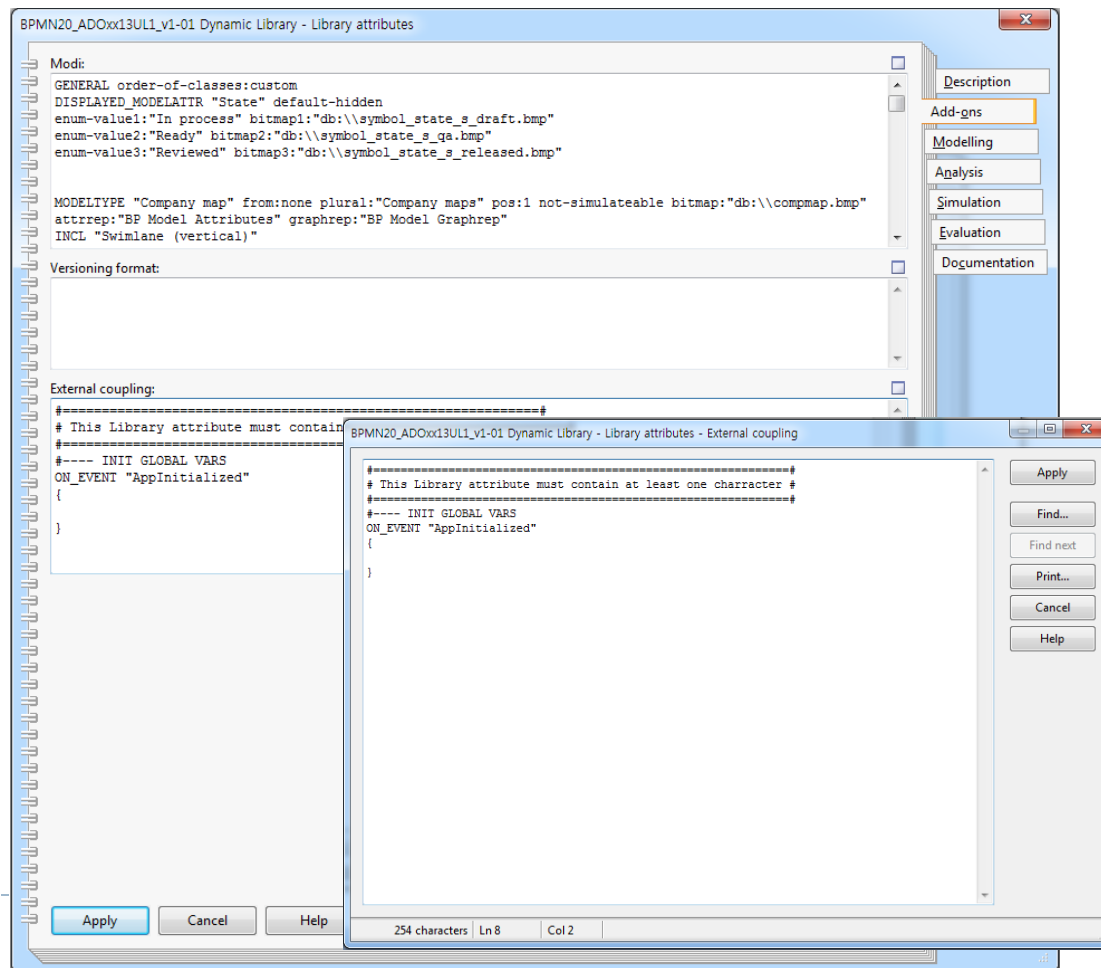 BPMN20_ADOxx13UL1_v1-01 Dynamic Library - Library attributes
Modi:
GENERAL order-of-classes:custom
DISPLAYED_MODELATTR "State" default-hidden
enum-value1:"In process" bitmap1:"db:\\symbol_state_s_draft.bmp"
enum-value2:"Ready" bitmap2:"db:\\symbol_state_s_qa.bmp"
enum-value3:"Reviewed" bitmap3:"db:\\symbol_state_s_released.bmp"
MODELTYPE "Company map" from:none plural:"Company maps" pos:1 not-simulateable bitmap:"db:\\compmap.bmp"
attrrep:"BP Model Attributes" graphrep:"BP Model Graphrep"
INCL "Swimlane (vertical)"
Description
Add-ons
Modelling
Analysis
Simulation
Evaluation
Documentation
Versioning format:
External coupling:
#=============================================================#
# This Library attribute must contain
#====================================
#---- INIT GLOBAL VARS
ON_EVENT "AppInitialized"
{
}
Apply
Cancel
Help
BPMN20_ADOxx13UL1_v1-01 Dynamic Library - Library attributes - External coupling
#=============================================================#
# This Library attribute must contain at least one charracter #
#=============================================================#
#---- INIT GLOBAL VARS
ON_EVENT "AppInitialized"
{
}
Apply
Find...
Find next
Print...
Cancel
Help
254 characters Ln 8 Col 2